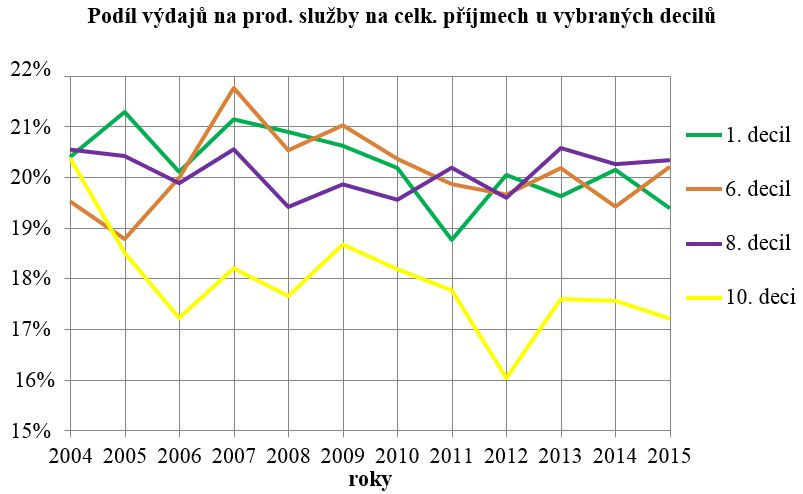 Podíl výdajů na prod. služby na celk. příjmech u vybraných decilů
22%
21%
20%
19%
18%
17%
16%
15%
2004 2005 2006 2007 2008 2009 2010 2011 2012 2013 2014 2015
roky
1. decil
6. decil
8. decil
10. deci